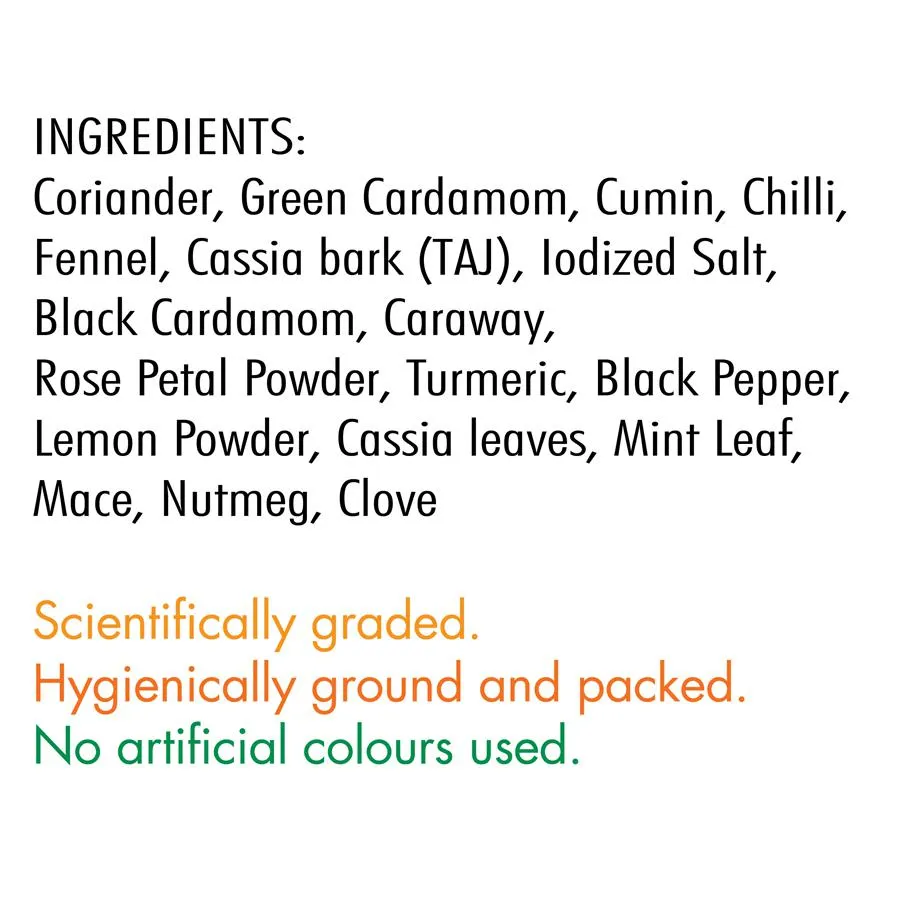 INGREDIENTS:
Coriander, Green Cardamom, Cumin, Chilli,
Fennel, Cassia bark (TAJ), Iodized Salt,
Black Cardamom, Caraway,
Rose Petal Powder, Turmeric, Black Pepper,
Lemon Powder, Cassia leaves, Mint Leaf,
Mace, Nutmeg, Clove
Scientifically graded.
Hygienically ground and packed.
No artificial colours used.